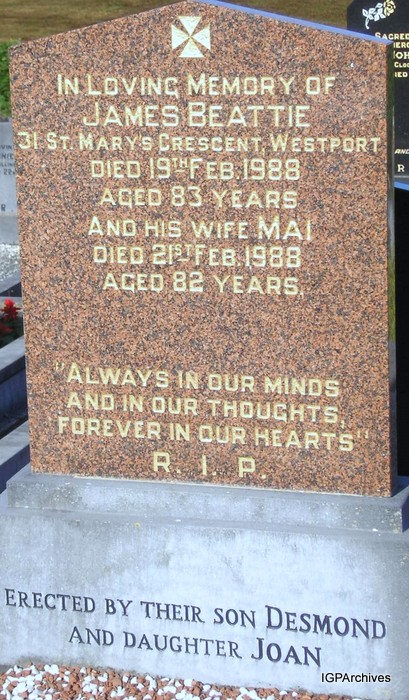 In Loving Memory of
James Beattie
31 St. Mary's Crescent, Westport
Died 19th Feb. 1988
Aged 83 Years
And his wife Mai
Died 21st Feb. 1988
Aged 82 Years.
"Always in our minds
And in our thoughts,
Forever in our hearts"
R. I. P.
Erected by their son Desmond
and daughter Joan
IGPArchives
Sacred